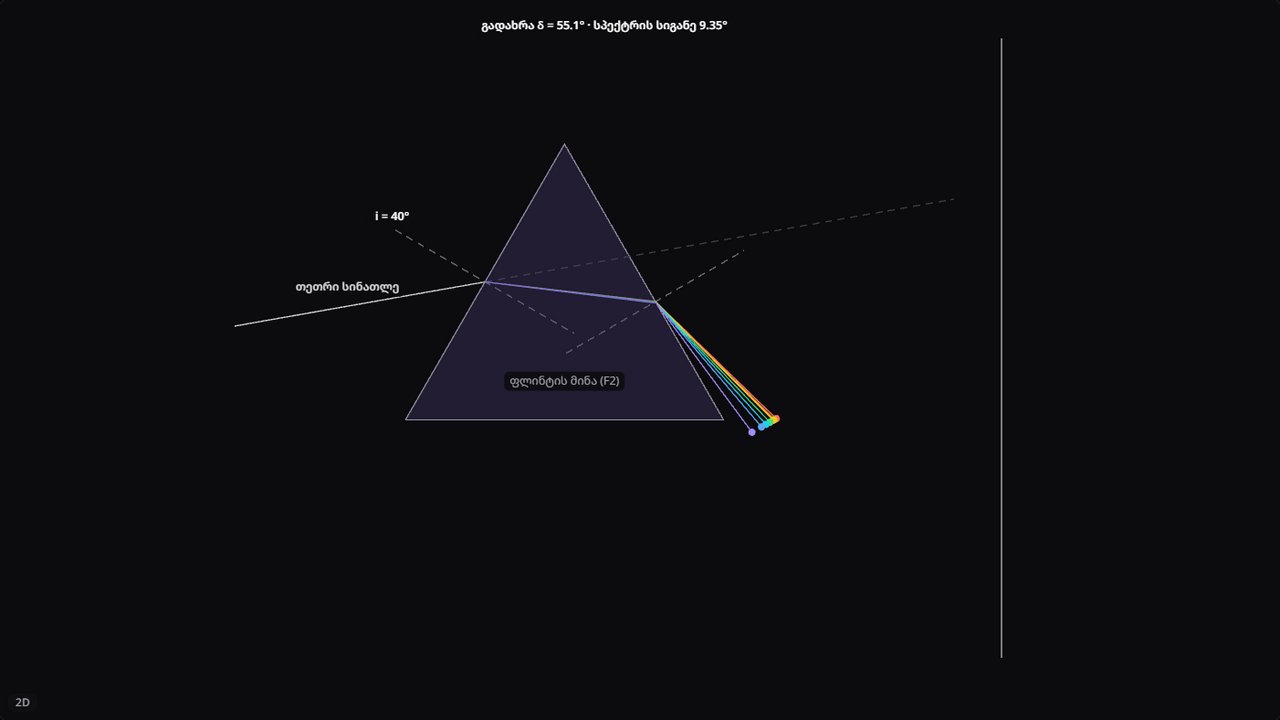 გადახრა δ = 55.1° · სპექტრის სიგანე 9.35°
i = 40°
თეთრი სინათლე
ფლინტის მინა (F2)
2D